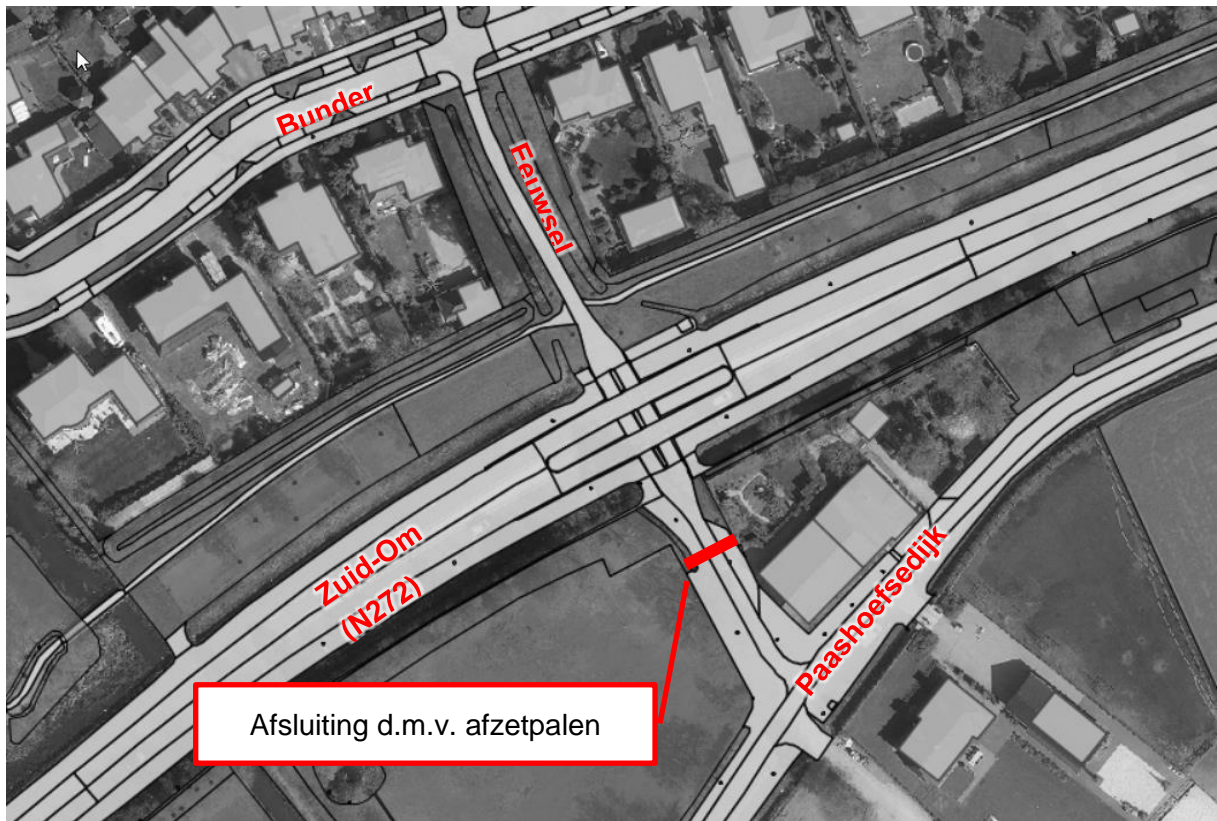 Bunder
Eeuwsel
Zuid-Om
(N272)
Paashoefsedijk
Afsluiting d.m.v. afzetpalen